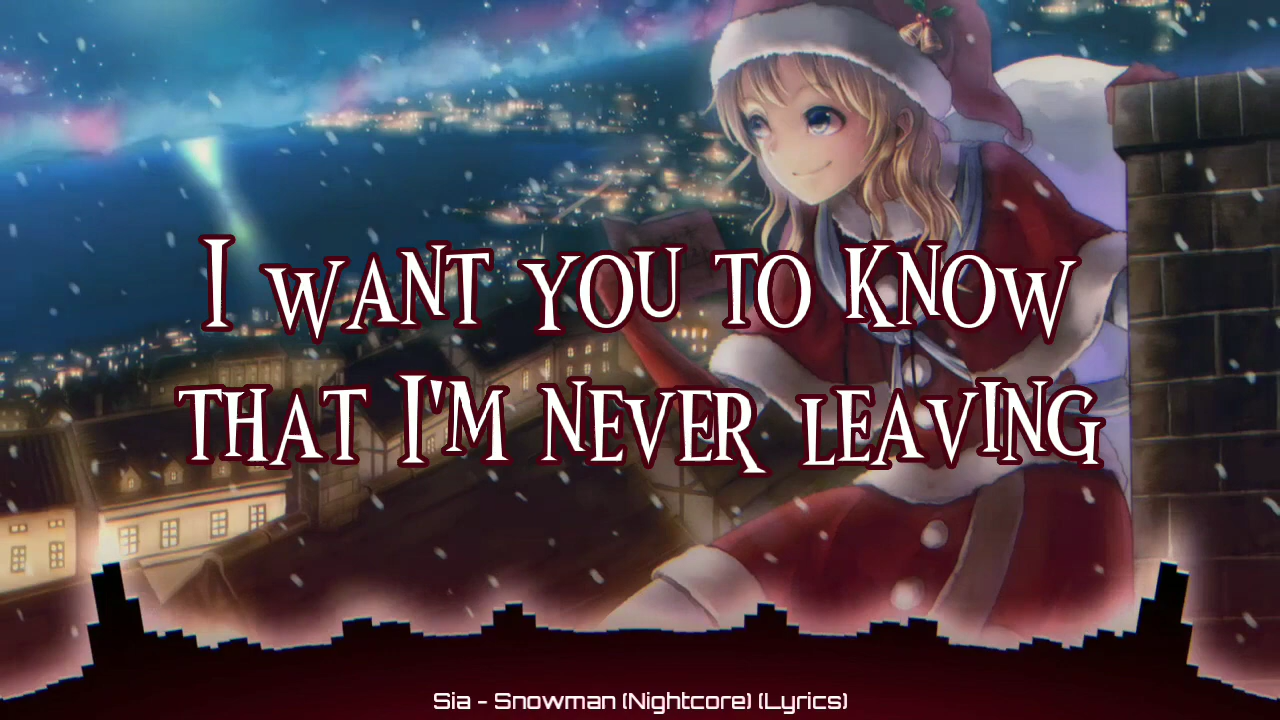 I WANT YOU TO KNOW
THAT I'M NEVER LEAVING
Sia - Snowman (Nightcore) (Lyrics)